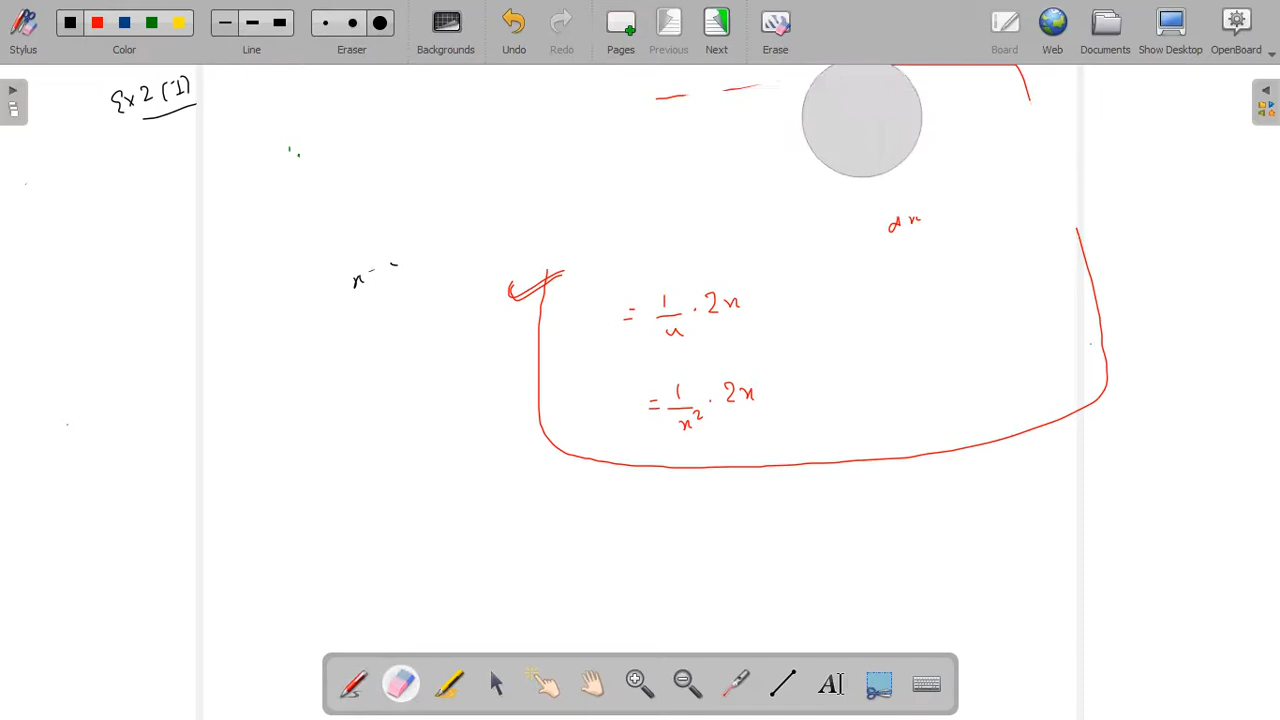 Stylus Color Line Eraser Backgrounds Undo Redo Pages Previous Next Erase Board Web Documents Show Desktop OpenBoard
Ex 2 (I)
dx
= 1/u · 2x
= 1/x² · 2x